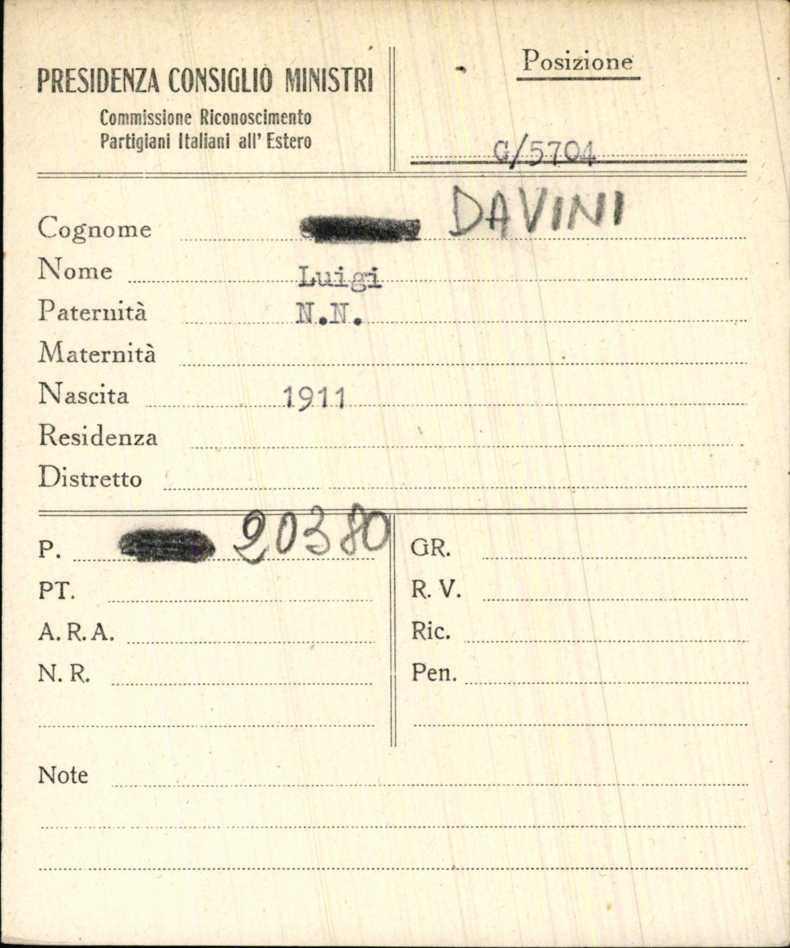 PRESIDENZA CONSIGLIO MINISTRI
Commissione Riconoscimento
Partigiani Italiani all' Estero
Posizione
G/5704
Cognome DAVINI
Nome Luigi
Paternità N.N.
Maternità
Nascita 1911
Residenza
Distretto
P. 20380
PT.
A. R. A.
N. R.
GR.
R. V.
Ric.
Pen.
Note